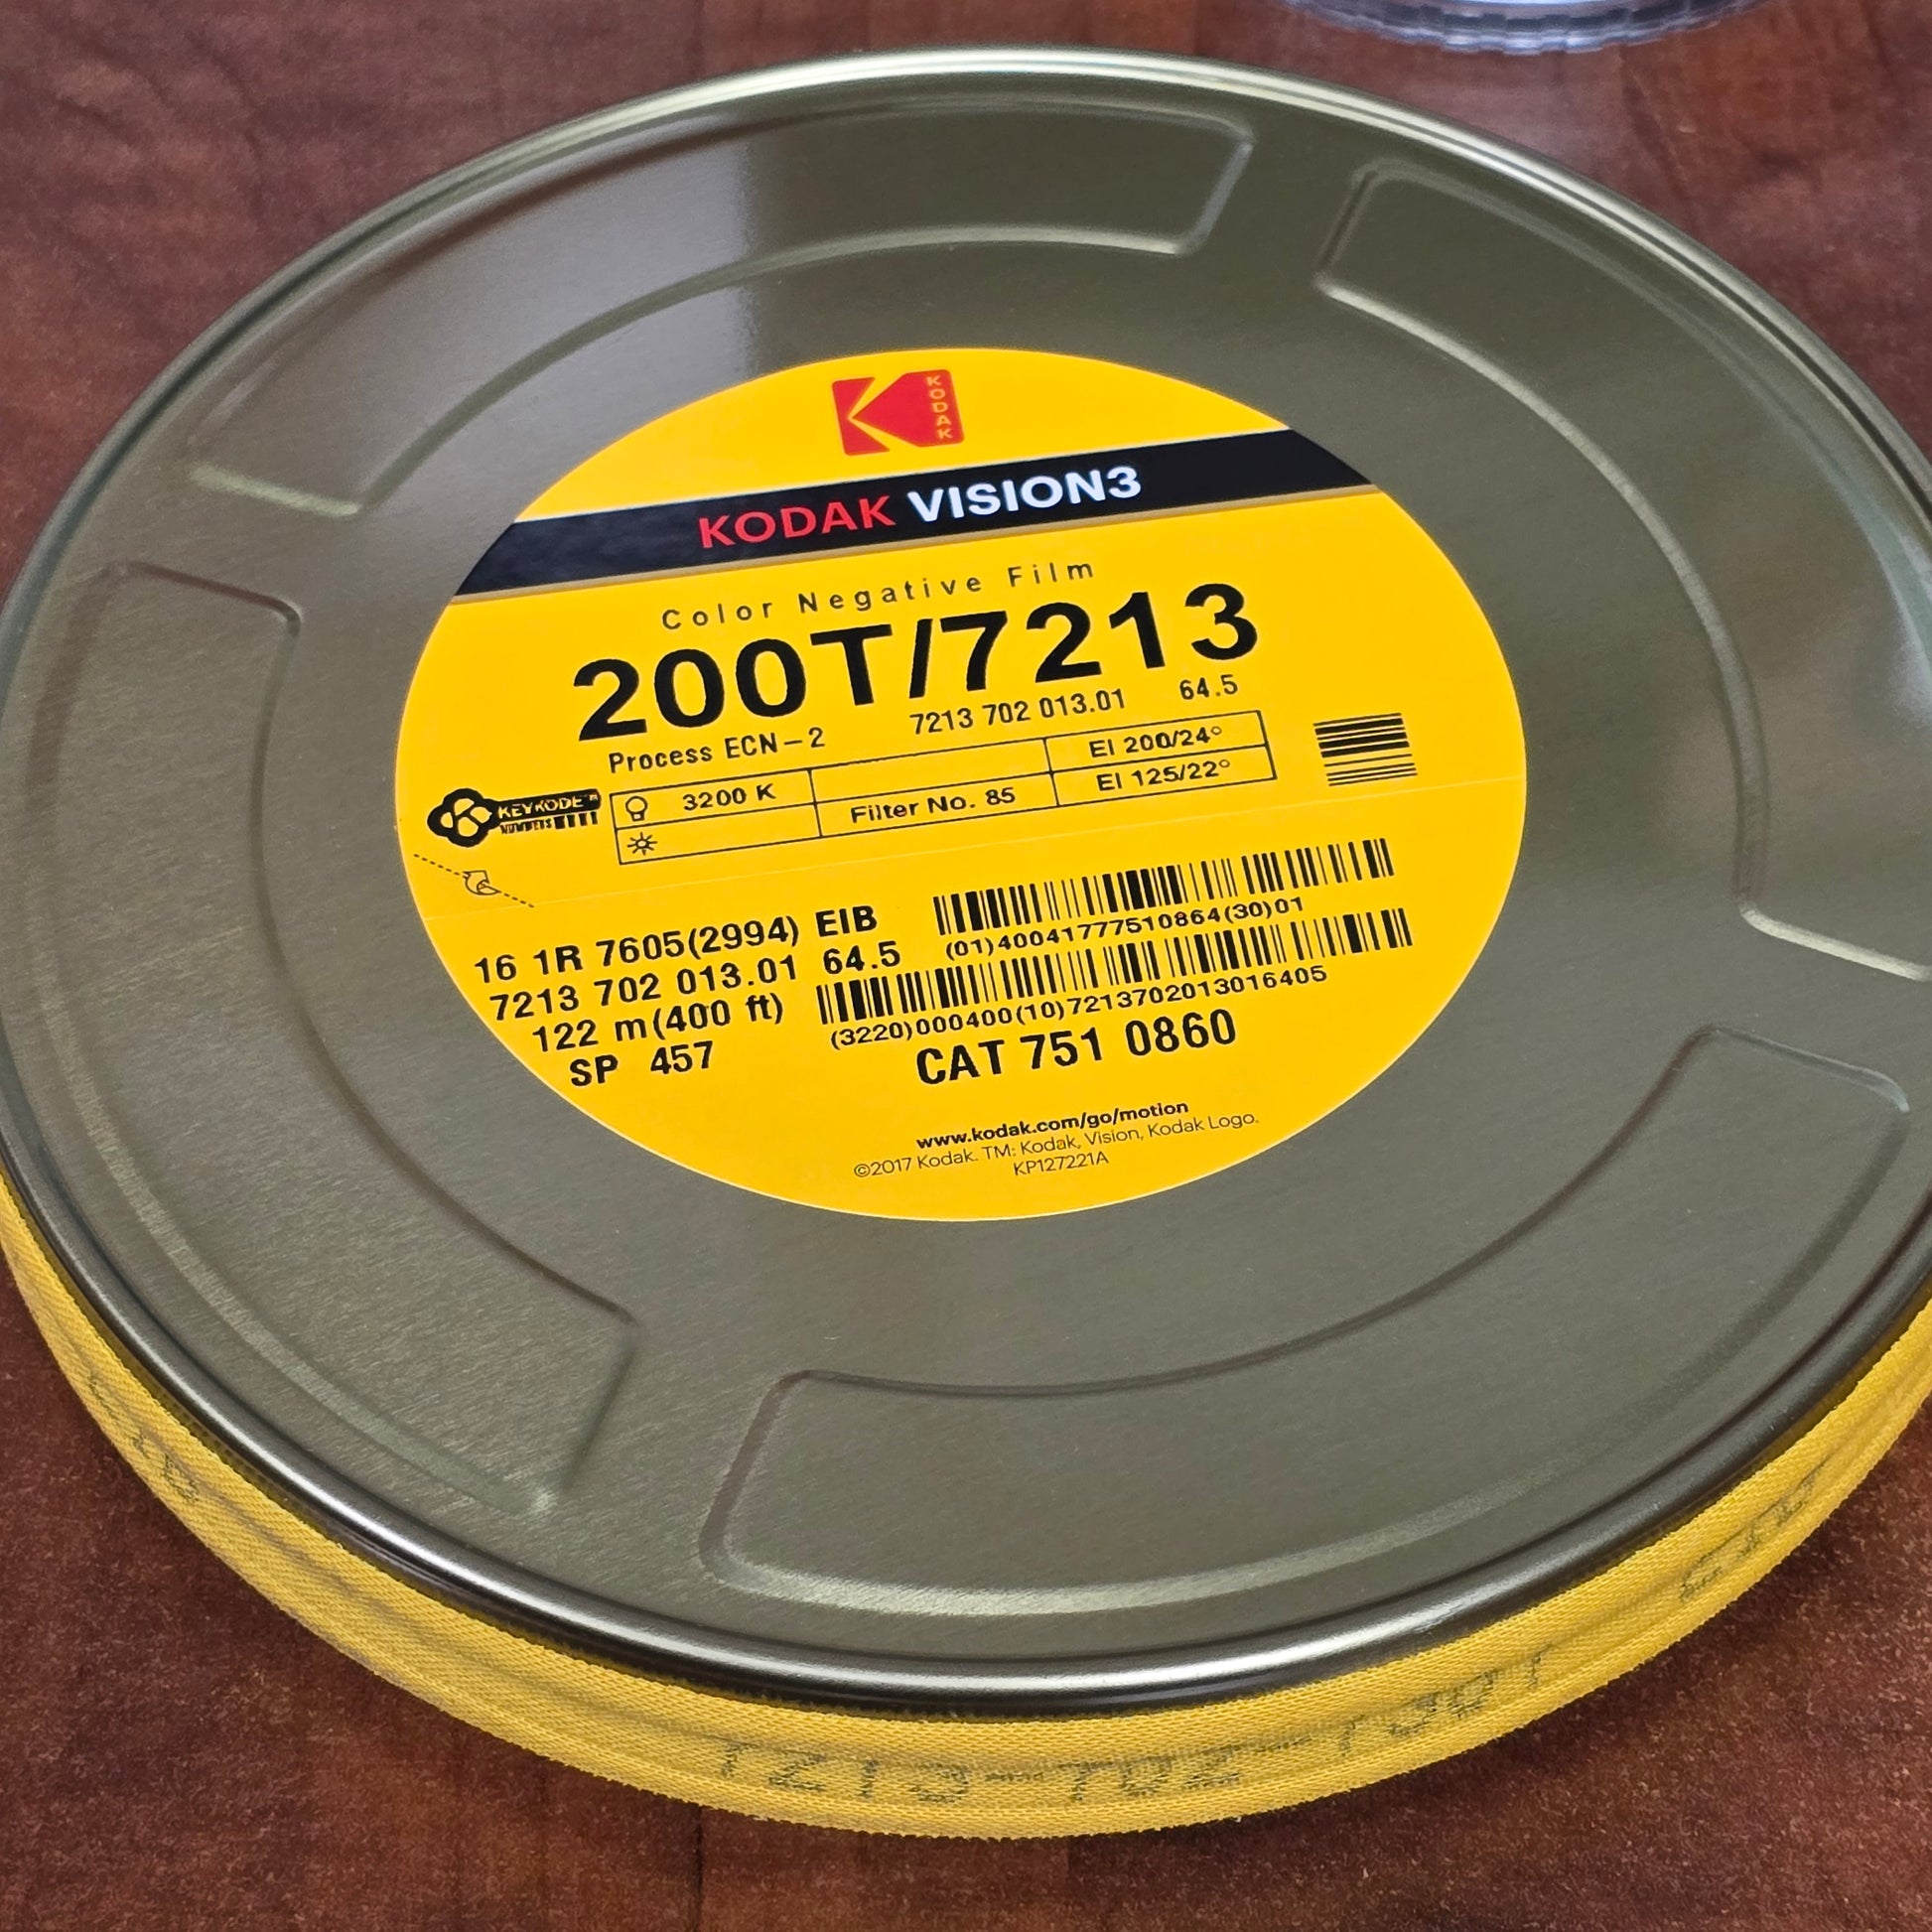 KODAK
KODAK VISION3
Color Negative Film
200T/7213
Process ECN-2 7213 702 013.01 64.5
3200 K EI 200/24°
Filter No. 85 EI 125/22°
KEYKODE™
NUMBERS
16 1R 7605(2994) EIB
7213 702 013.01 64.5
122 m(400 ft)
SP 457
(01)40041777510864(30)01
(3220)000400(10)7213702013016405
CAT 751 0860
www.kodak.com/go/motion
©2017 Kodak. TM: Kodak, Vision, Kodak Logo.
KP127221A